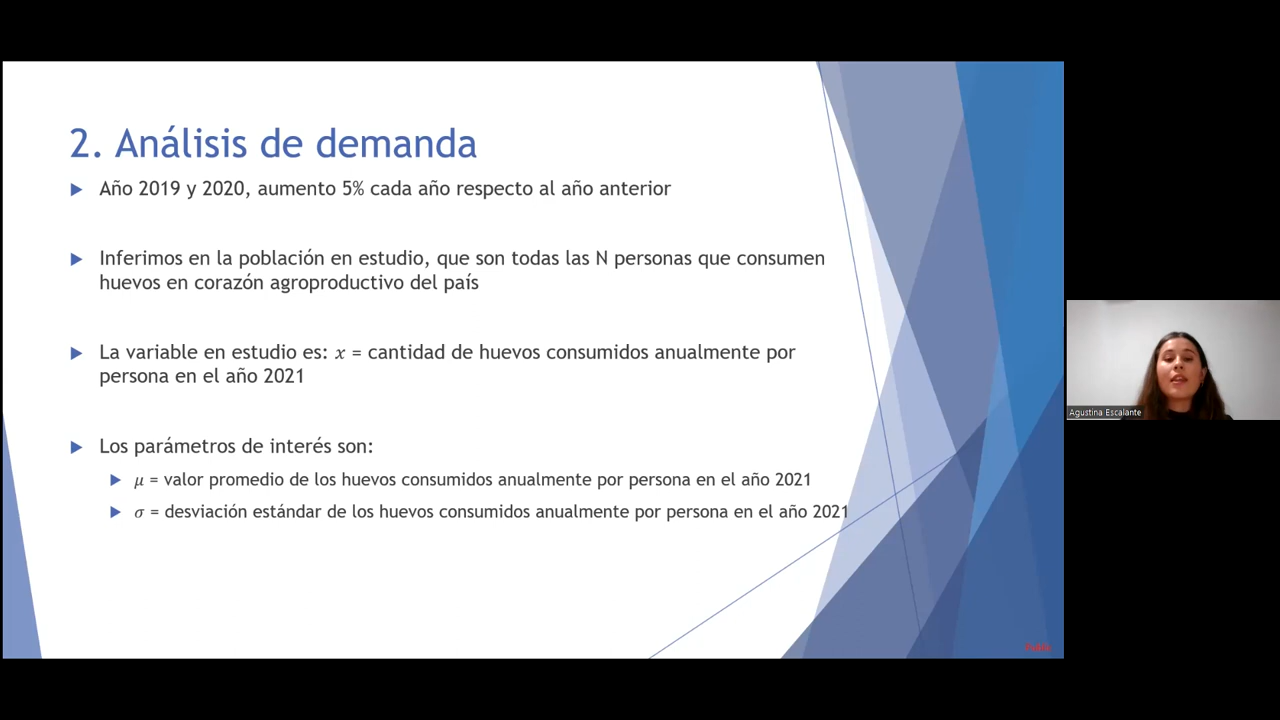 2. Análisis de demanda
Año 2019 y 2020, aumento 5% cada año respecto al año anterior
Inferimos en la población en estudio, que son todas las N personas que consumen
huevos en corazón agroproductivo del país
La variable en estudio es: x = cantidad de huevos consumidos anualmente por
persona en el año 2021
Los parámetros de interés son:
μ = valor promedio de los huevos consumidos anualmente por persona en el año 2021
σ = desviación estándar de los huevos consumidos anualmente por persona en el año 2021
Agustina Escalante